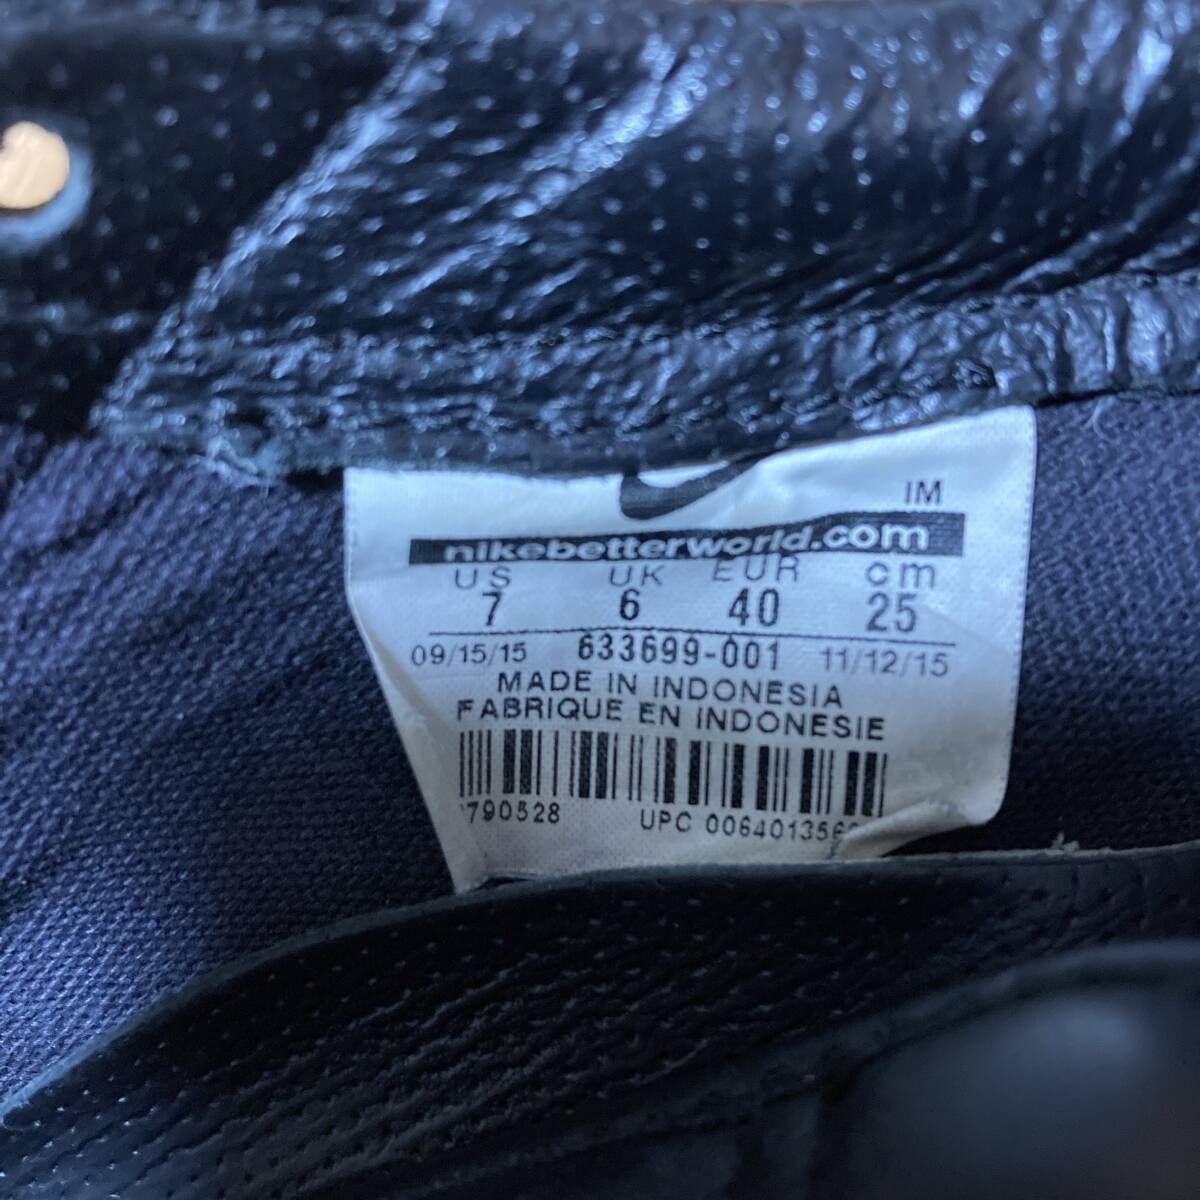 IM
nikebetterworld.com
US UK EUR cm
7 6 40 25
09/15/15 633699-001 11/12/15
MADE IN INDONESIA
FABRIQUE EN INDONESIE
790528 UPC